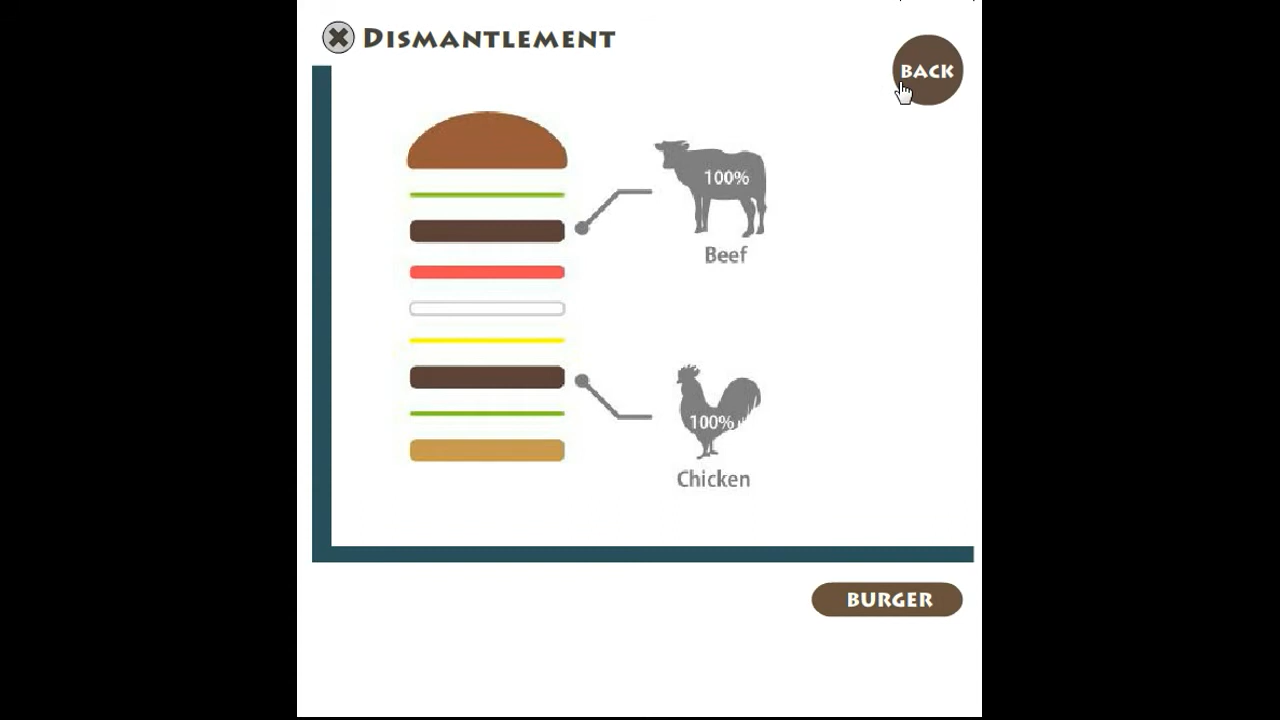 DISMANTLEMENT
BACK
100%
Beef
100%
Chicken
BURGER